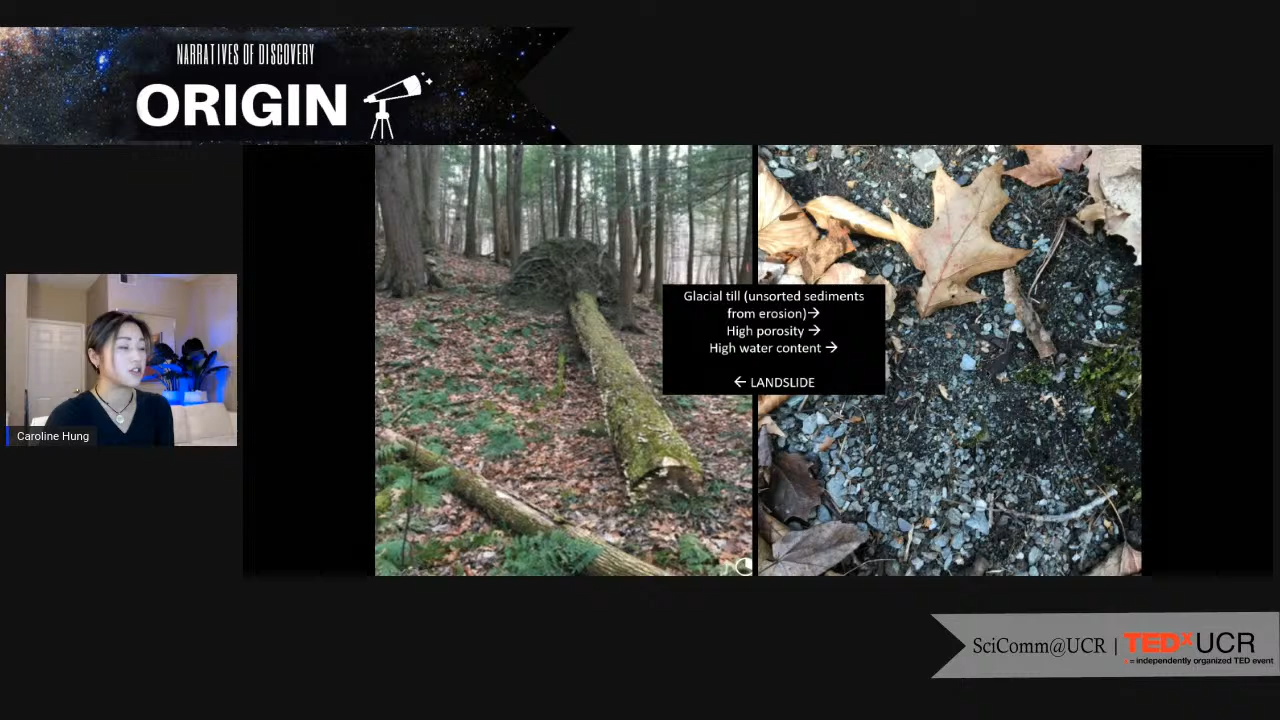 NARRATIVES OF DISCOVERY
ORIGIN
Caroline Hung
Glacial till (unsorted sediments
from erosion)→
High porosity →
High water content →
← LANDSLIDE
SciComm@UCR | TEDxUCR
x = independently organized TED event